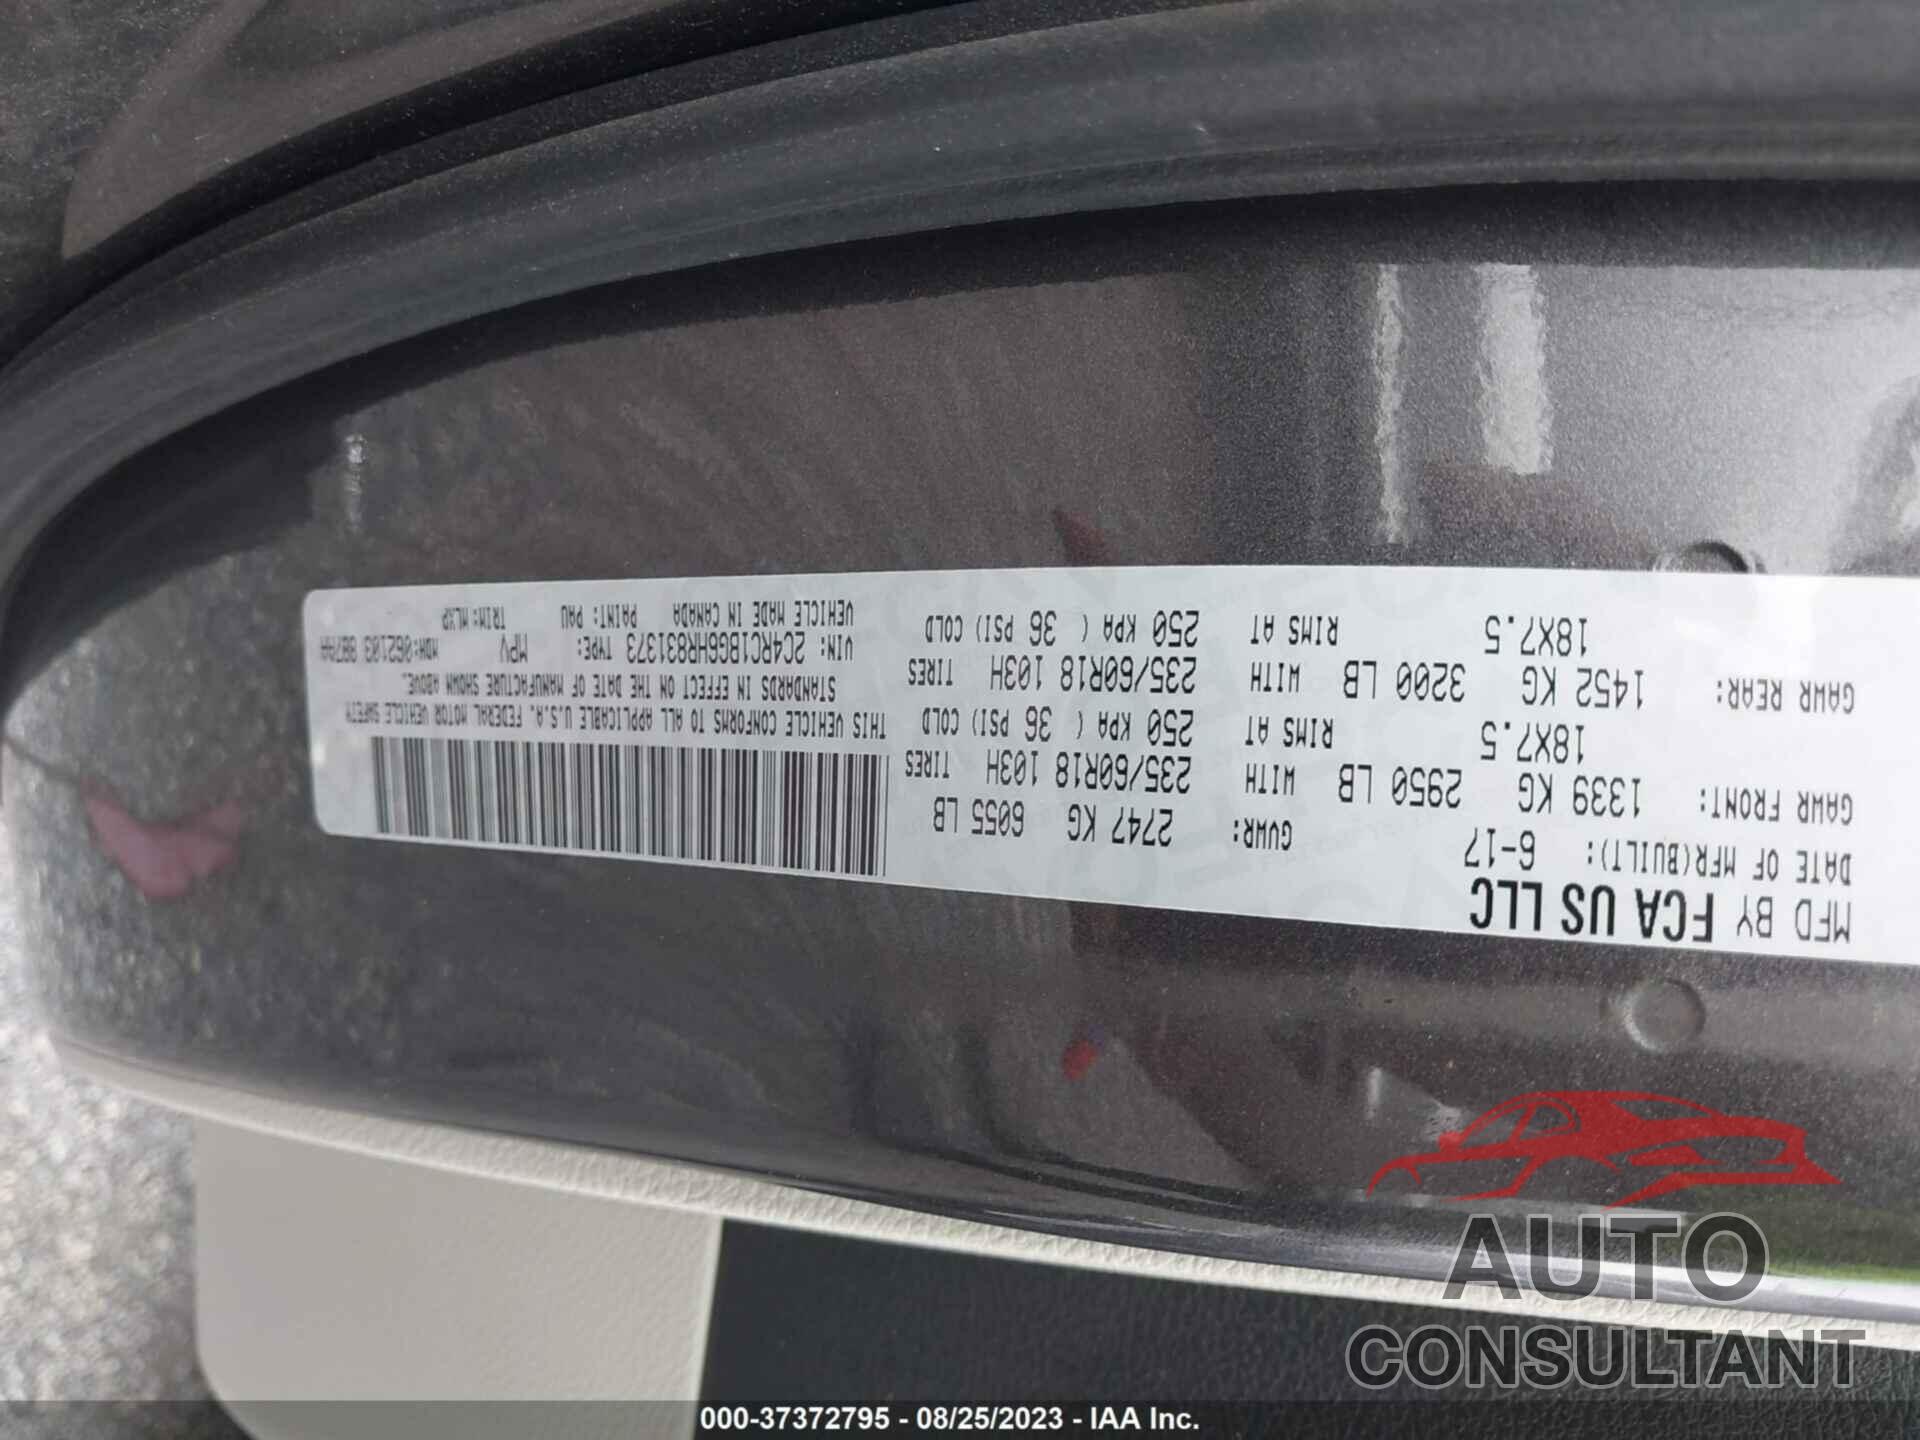 MFD BY FCA US LLC
DATE OF MFR(BUILT): 6-17 GVWR: 2747 KG 6055 LB
GAWR FRONT: 1339 KG 2950 LB WITH 235/60R18 103H TIRES
18X7.5 RIMS AT 250 KPA ( 36 PSI) COLD
GAWR REAR: 1452 KG 3200 LB WITH 235/60R18 103H TIRES
18X7.5 RIMS AT 250 KPA ( 36 PSI) COLD
THIS VEHICLE CONFORMS TO ALL APPLICABLE U.S.A. FEDERAL MOTOR VEHICLE SAFETY
STANDARDS IN EFFECT ON THE DATE OF MANUFACTURE SHOWN ABOVE.
VIN: 2C4RC1BG6HR831373 TYPE: MPV MDH:062103
VEHICLE MADE IN CANADA PAINT: PAU TRIM: HLXP
AUTO
CONSULTANT
000-37372795 - 08/25/2023 - IAA Inc.